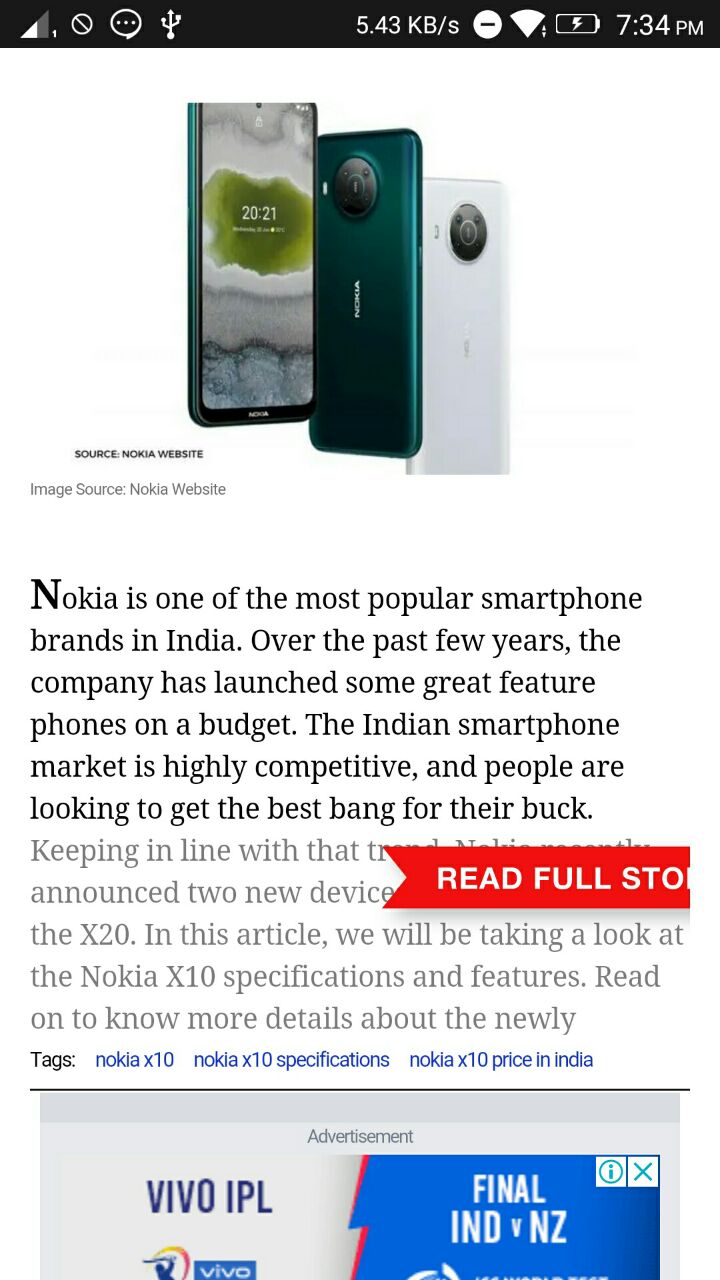 5.43 KB/s 7:34 PM
20:21
NOKIA
NOKIA
SOURCE: NOKIA WEBSITE
Image Source: Nokia Website
Nokia is one of the most popular smartphone
brands in India. Over the past few years, the
company has launched some great feature
phones on a budget. The Indian smartphone
market is highly competitive, and people are
looking to get the best bang for their buck.
Keeping in line with that trend, Nokia recently
announced two new device
READ FULL STO
the X20. In this article, we will be taking a look at
the Nokia X10 specifications and features. Read
on to know more details about the newly
Tags: nokia x10 nokia x10 specifications nokia x10 price in india
Advertisement
VIVO IPL
vivo
FINAL
IND v NZ